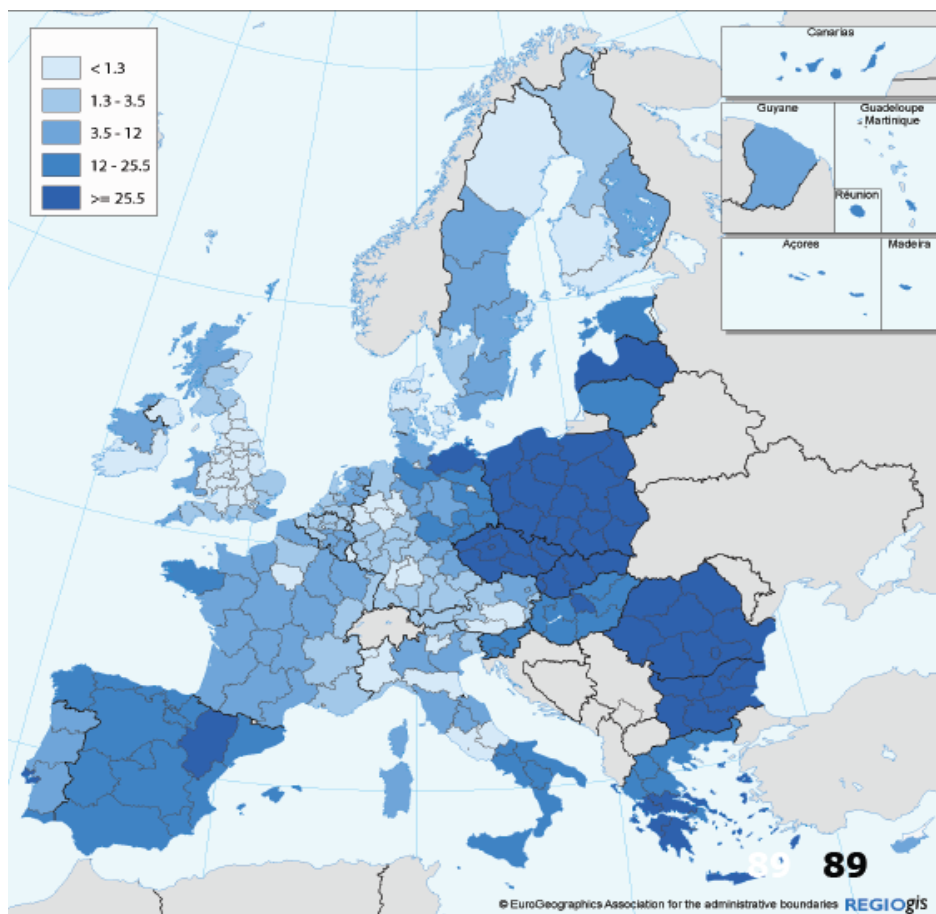 < 1.3
1.3 - 3.5
3.5 - 12
12 - 25.5
>= 25.5
Canarias
Guyane
Guadeloupe
Martinique
Réunion
Açores
Madeira
89
89
© EuroGeographics Association for the administrative boundaries
REGIOgis